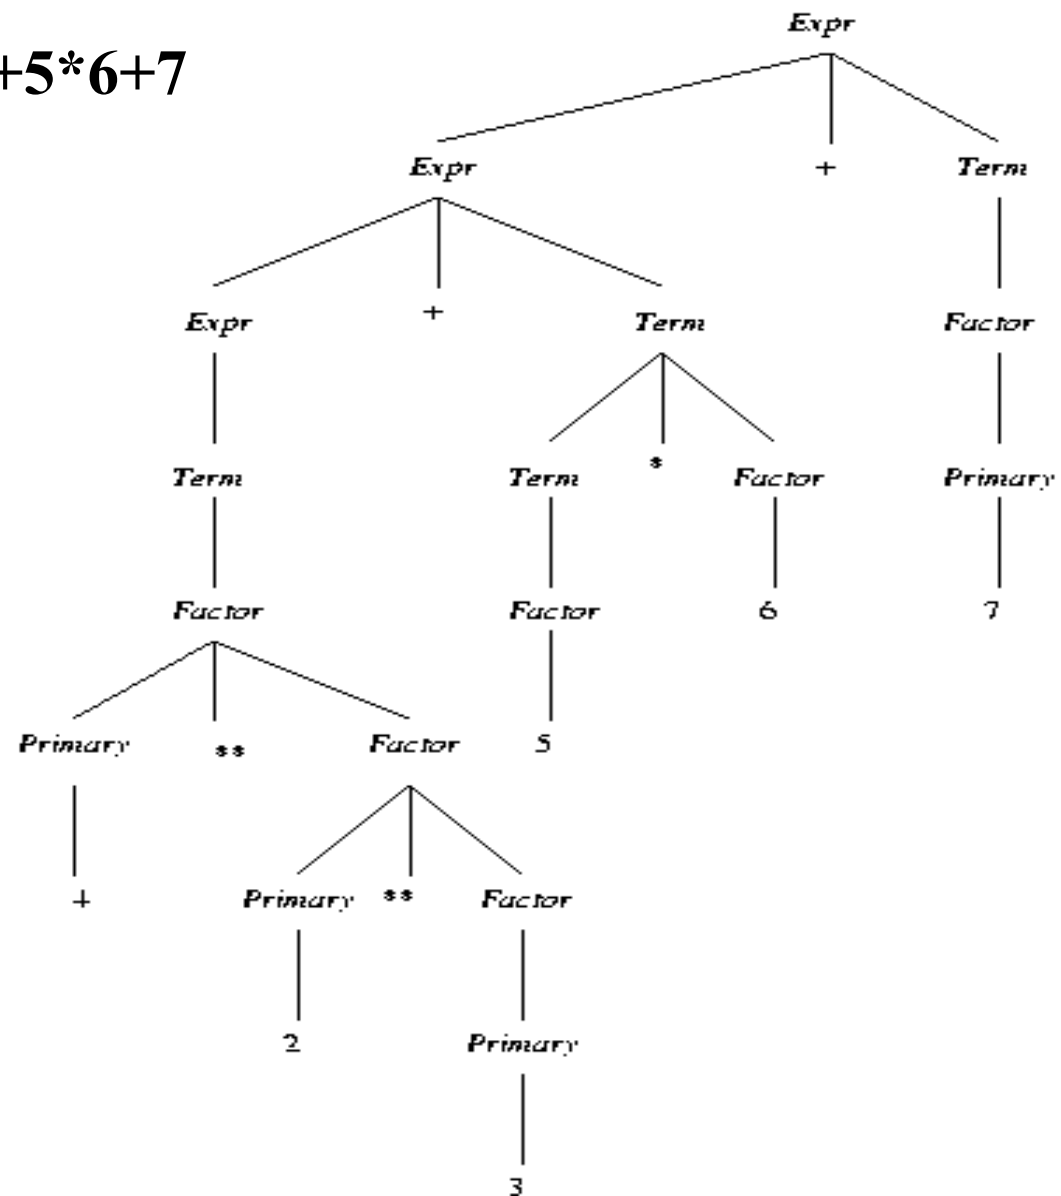 Expr
+5*6+7
Expr + Term
Expr + Term Factor
Term Term * Factor Primary
Factor Factor 6 7
Primary ** Factor 5
4 Primary ** Factor
2 Primary
3